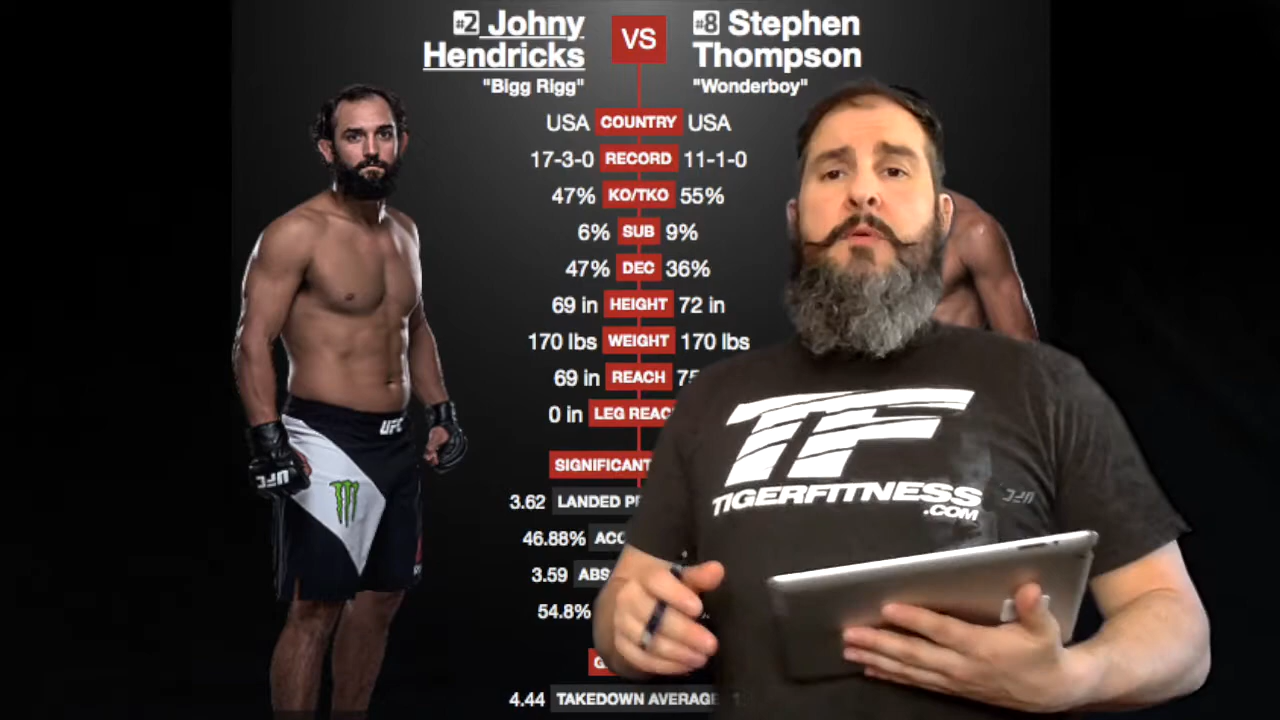 #2 Johny
Hendricks
"Bigg Rigg"
VS
#8 Stephen
Thompson
"Wonderboy"
USA COUNTRY USA
17-3-0 RECORD 11-1-0
47% KO/TKO 55%
6% SUB 9%
47% DEC 36%
69 in HEIGHT 72 in
170 lbs WEIGHT 170 lbs
69 in REACH
0 in LEG
SIGNIFICANT
3.62 LANDED
46.88%
3.59
54.8%
4.44 TAKEDOWN AVERAGE
UFC
UFC
TF
TIGERFITNESS
.COM